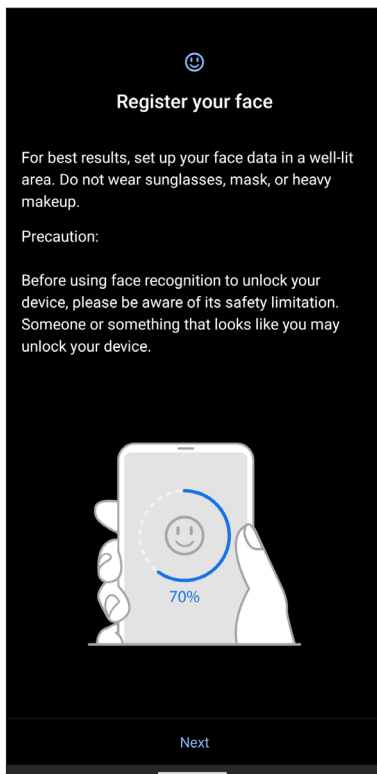 Register your face
For best results, set up your face data in a well-lit
area. Do not wear sunglasses, mask, or heavy
makeup.
Precaution:
Before using face recognition to unlock your
device, please be aware of its safety limitation.
Someone or something that looks like you may
unlock your device.
70%
Next